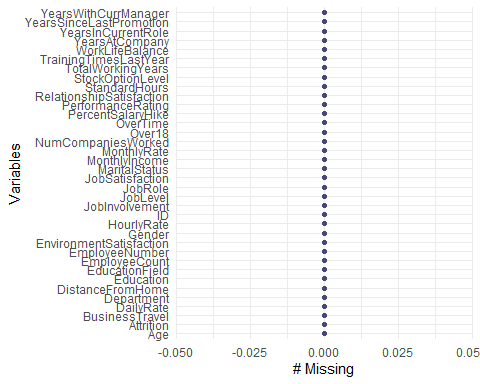 YearsWithCurrManager
YearsSinceLastPromotion
YearsInCurrentRole
YearsAtCompany
WorkLifeBalance
TrainingTimesLastYear
TotalWorkingYears
StockOptionLevel
StandardHours
RelationshipSatisfaction
PerformanceRating
PercentSalaryHike
OverTime
Over18
NumCompaniesWorked
MonthlyRate
MonthlyIncome
MaritalStatus
JobSatisfaction
JobRole
JobLevel
JobInvolvement
ID
HourlyRate
Gender
EnvironmentSatisfaction
EmployeeNumber
EmployeeCount
EducationField
Education
DistanceFromHome
Department
DailyRate
BusinessTravel
Attrition
Age
Variables
-0.050 -0.025 0.000 0.025 0.05
# Missing